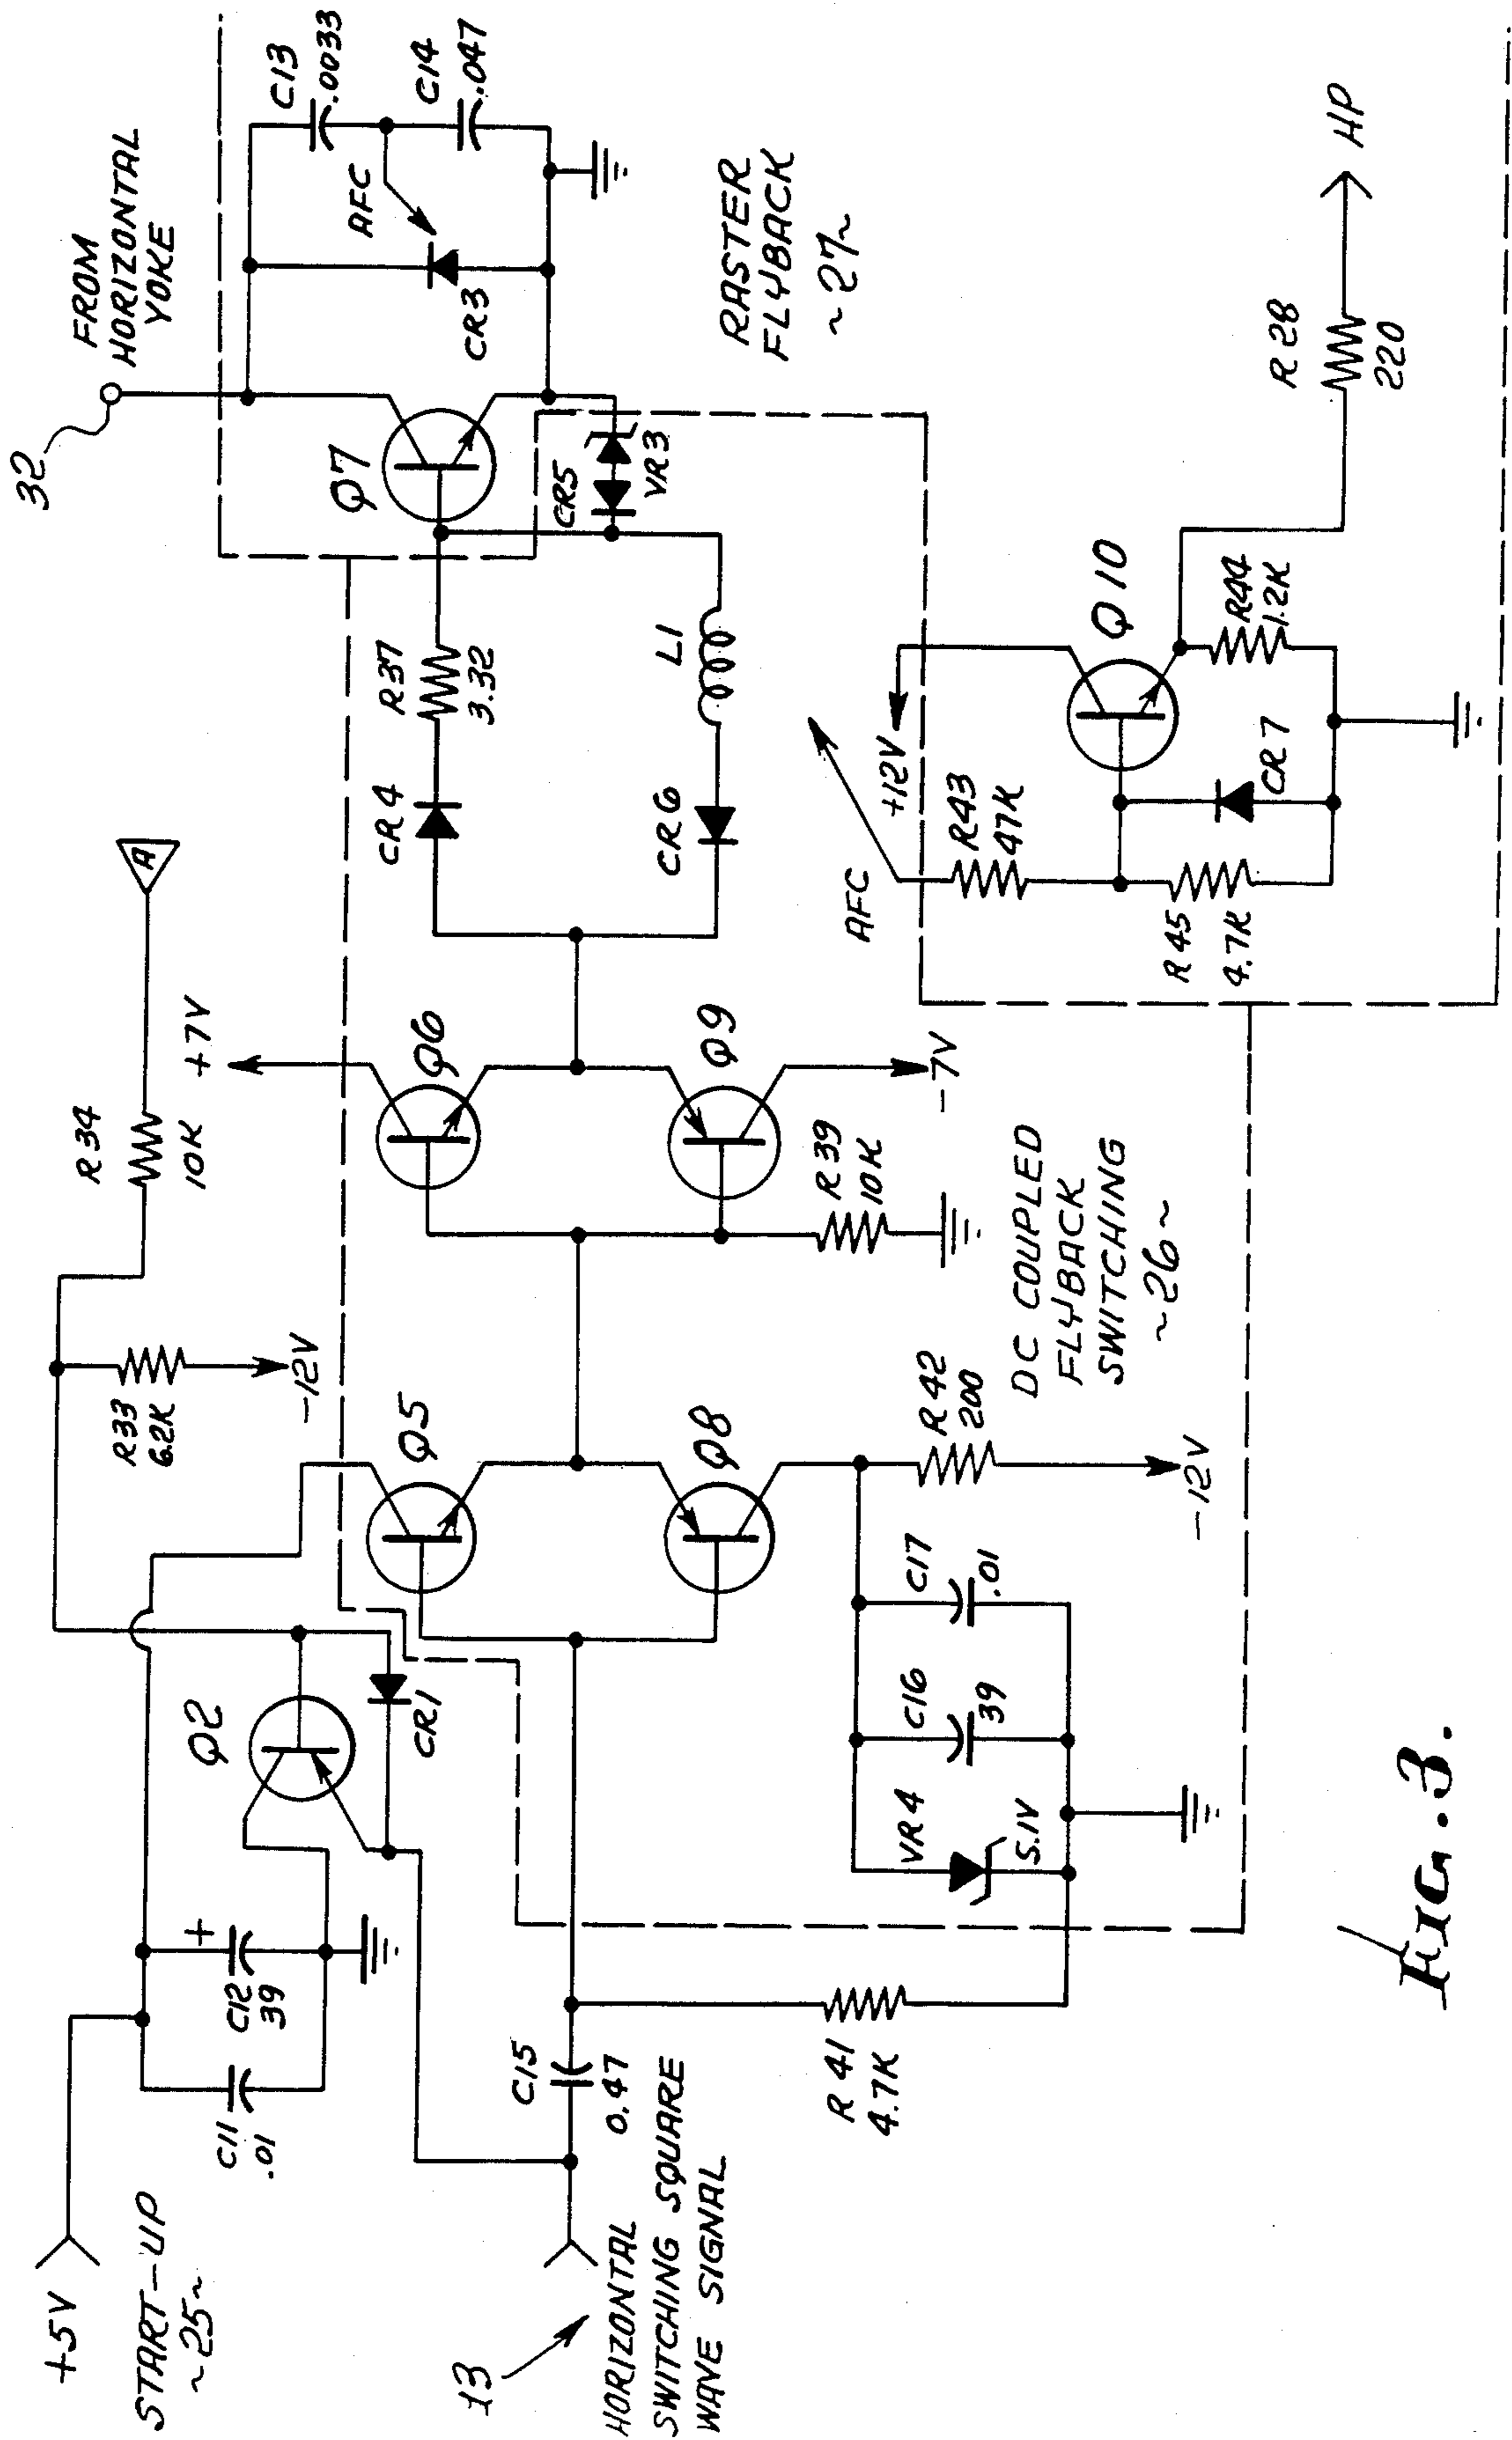 +5V
START-UP
~25~
C11
.01
C12
39
+
Q2
CR1
R33
6.2K
-12V
R34
10K
A
+7V
13
HORIZONTAL
SWITCHING SQUARE
WAVE SIGNAL
C15
0.47
R41
4.7K
Q5
Q8
VR4
5.1V
C16
39
C17
.01
R42
200
-12V
Q6
Q9
R39
10K
-7V
DC COUPLED
FLYBACK
SWITCHING
~26~
CR4
R37
3.32
CR6
L1
32
FROM
HORIZONTAL
YOKE
Q7
CR5
VR3
CR3
AFC
C13
.0033
C14
.047
RASTER
FLYBACK
~27~
AFC
+12V
R43
47K
R45
4.7K
Q10
CR7
R44
1.2K
R28
220
HP
FIG. 3.